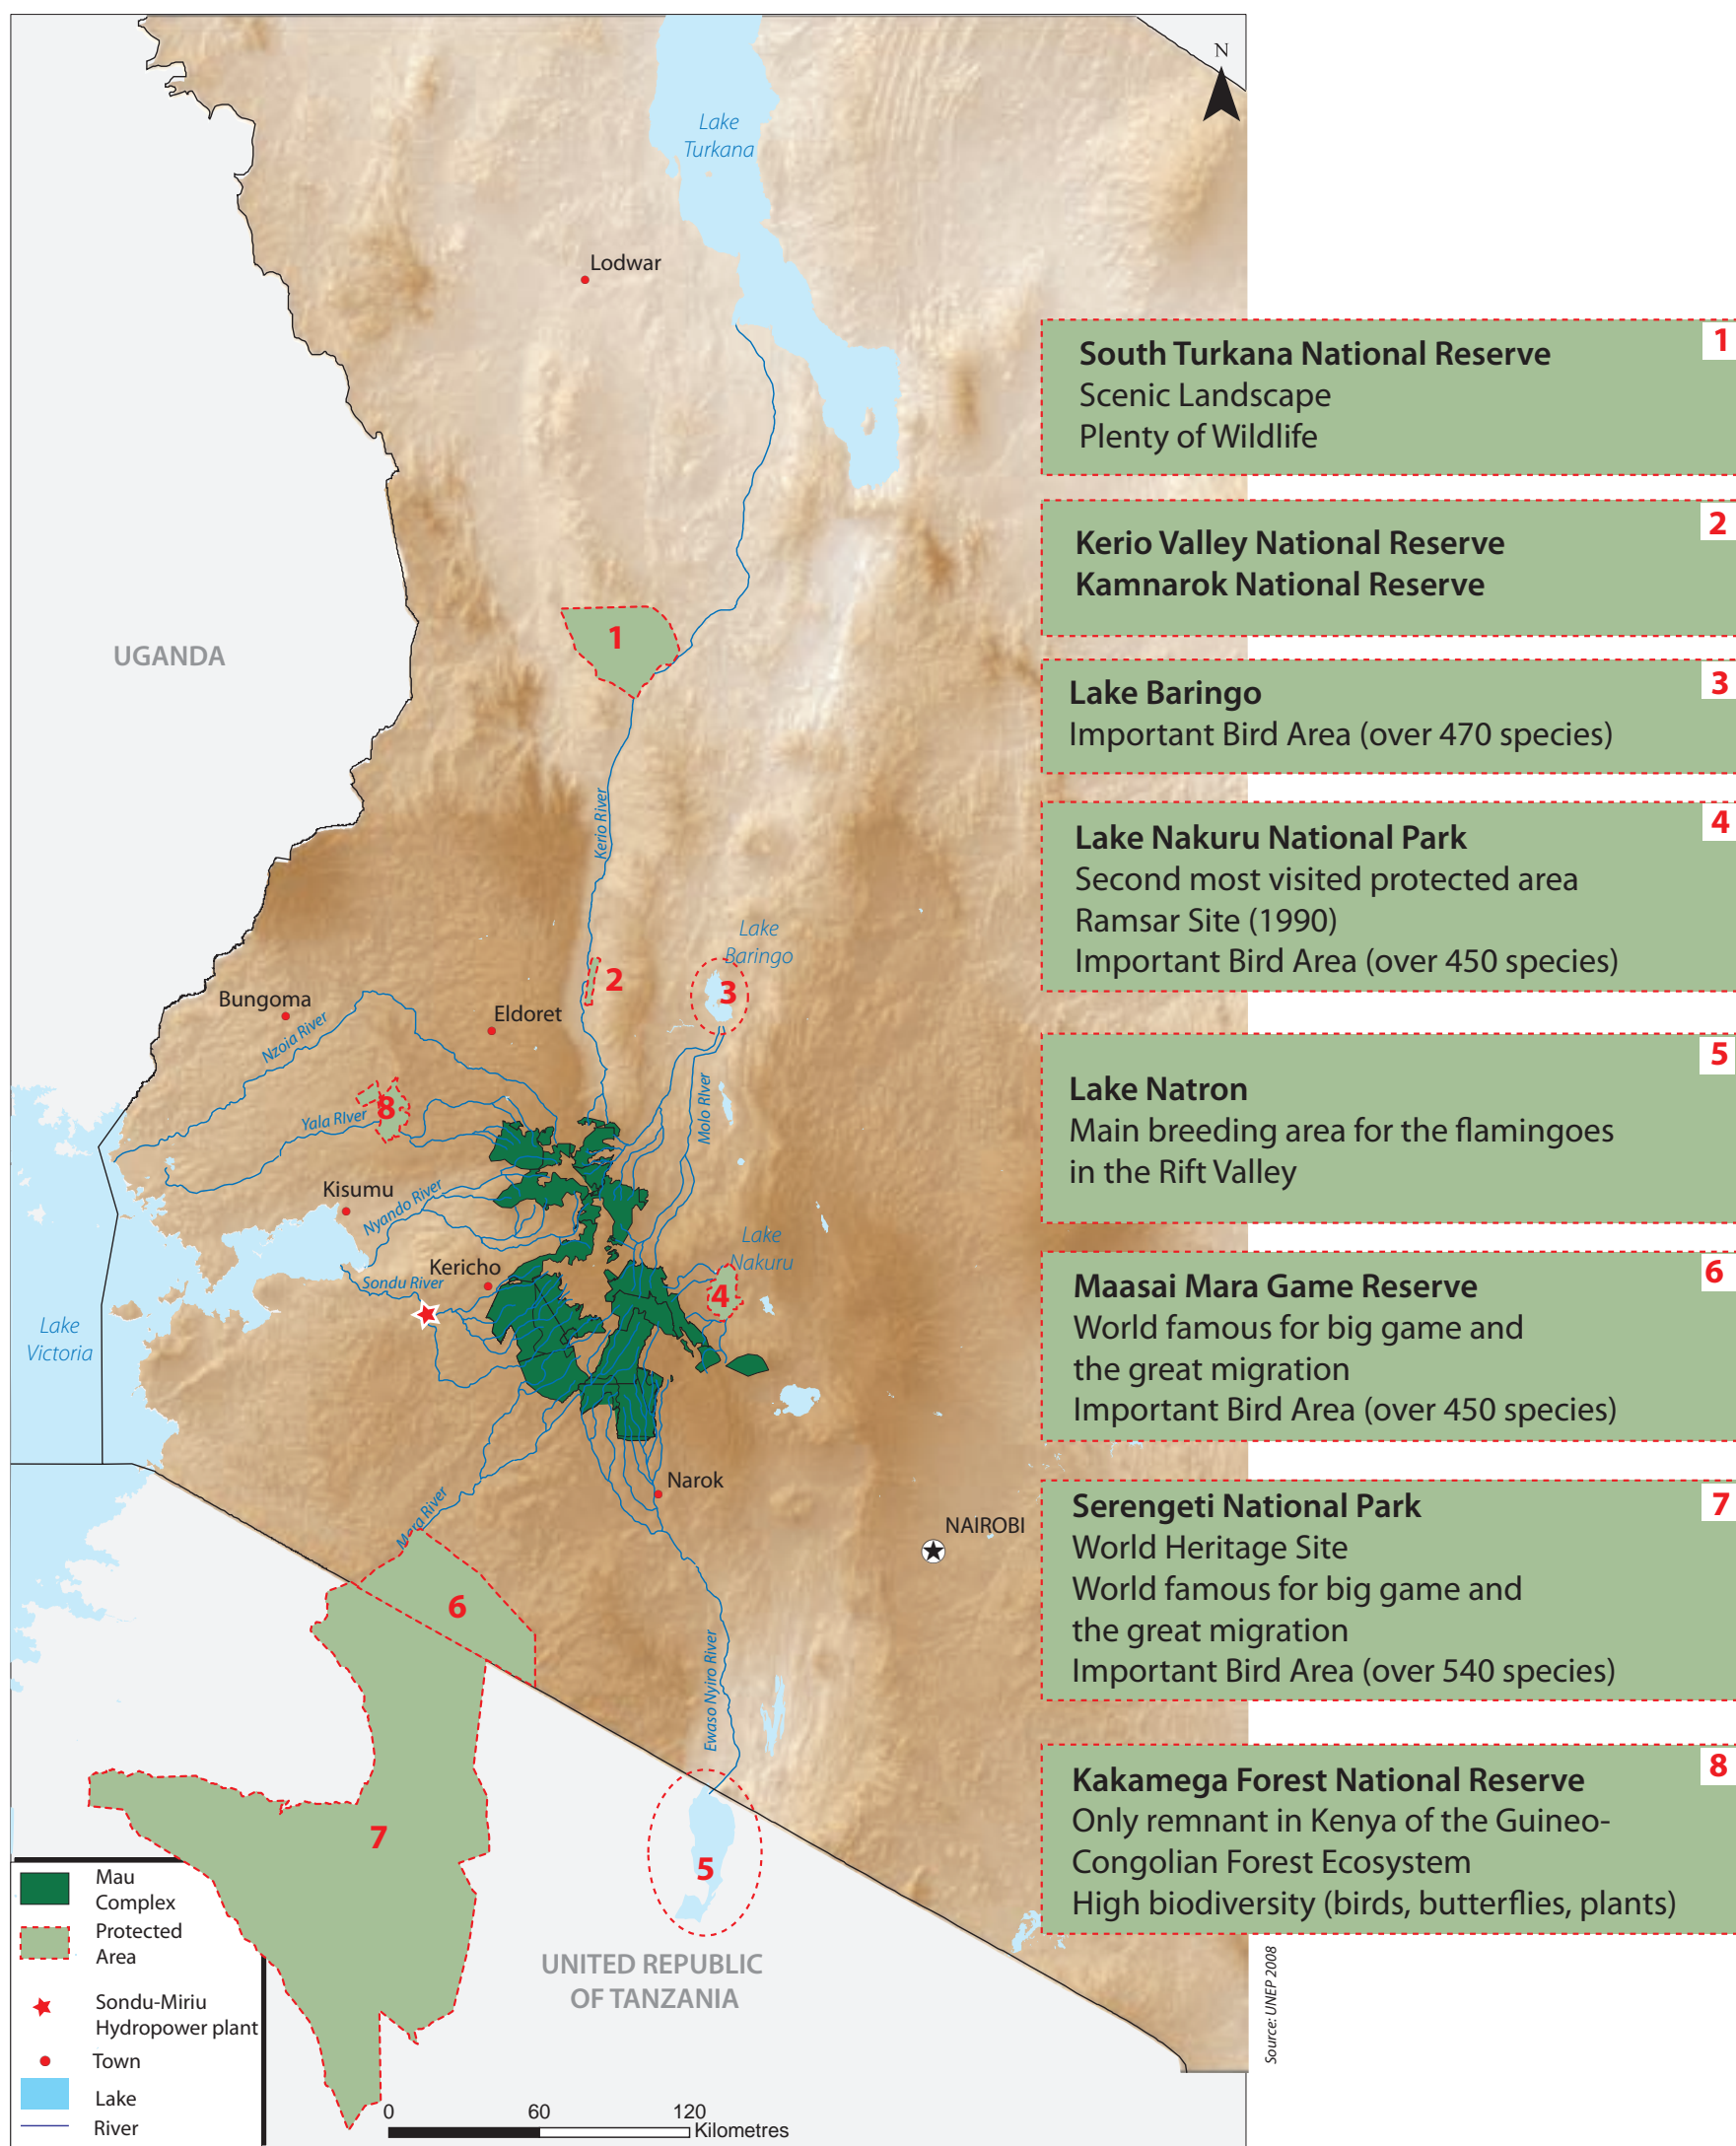 N
Lake
Turkana
Lodwar
UGANDA
1
Kerio River
2
Lake
Baringo
3
Bungoma
Nzoia River
Eldoret
8
Yala RIver
Molo RIver
Kisumu
Nyando River
Kericho
Sondu River
Lake
Nakuru
4
Lake
Victoria
Narok
Mara River
NAIROBI
6
Ewaso Nyiro River
7
5
UNITED REPUBLIC
OF TANZANIA
Mau
Complex
Protected
Area
Sondu-Miriu
Hydropower plant
Town
Lake
River
0 60 120
Kilometres
1
South Turkana National Reserve
Scenic Landscape
Plenty of Wildlife
2
Kerio Valley National Reserve
Kamnarok National Reserve
3
Lake Baringo
Important Bird Area (over 470 species)
4
Lake Nakuru National Park
Second most visited protected area
Ramsar Site (1990)
Important Bird Area (over 450 species)
5
Lake Natron
Main breeding area for the flamingoes
in the Rift Valley
6
Maasai Mara Game Reserve
World famous for big game and
the great migration
Important Bird Area (over 450 species)
7
Serengeti National Park
World Heritage Site
World famous for big game and
the great migration
Important Bird Area (over 540 species)
8
Kakamega Forest National Reserve
Only remnant in Kenya of the Guineo-
Congolian Forest Ecosystem
High biodiversity (birds, butterflies, plants)
Source: UNEP 2008